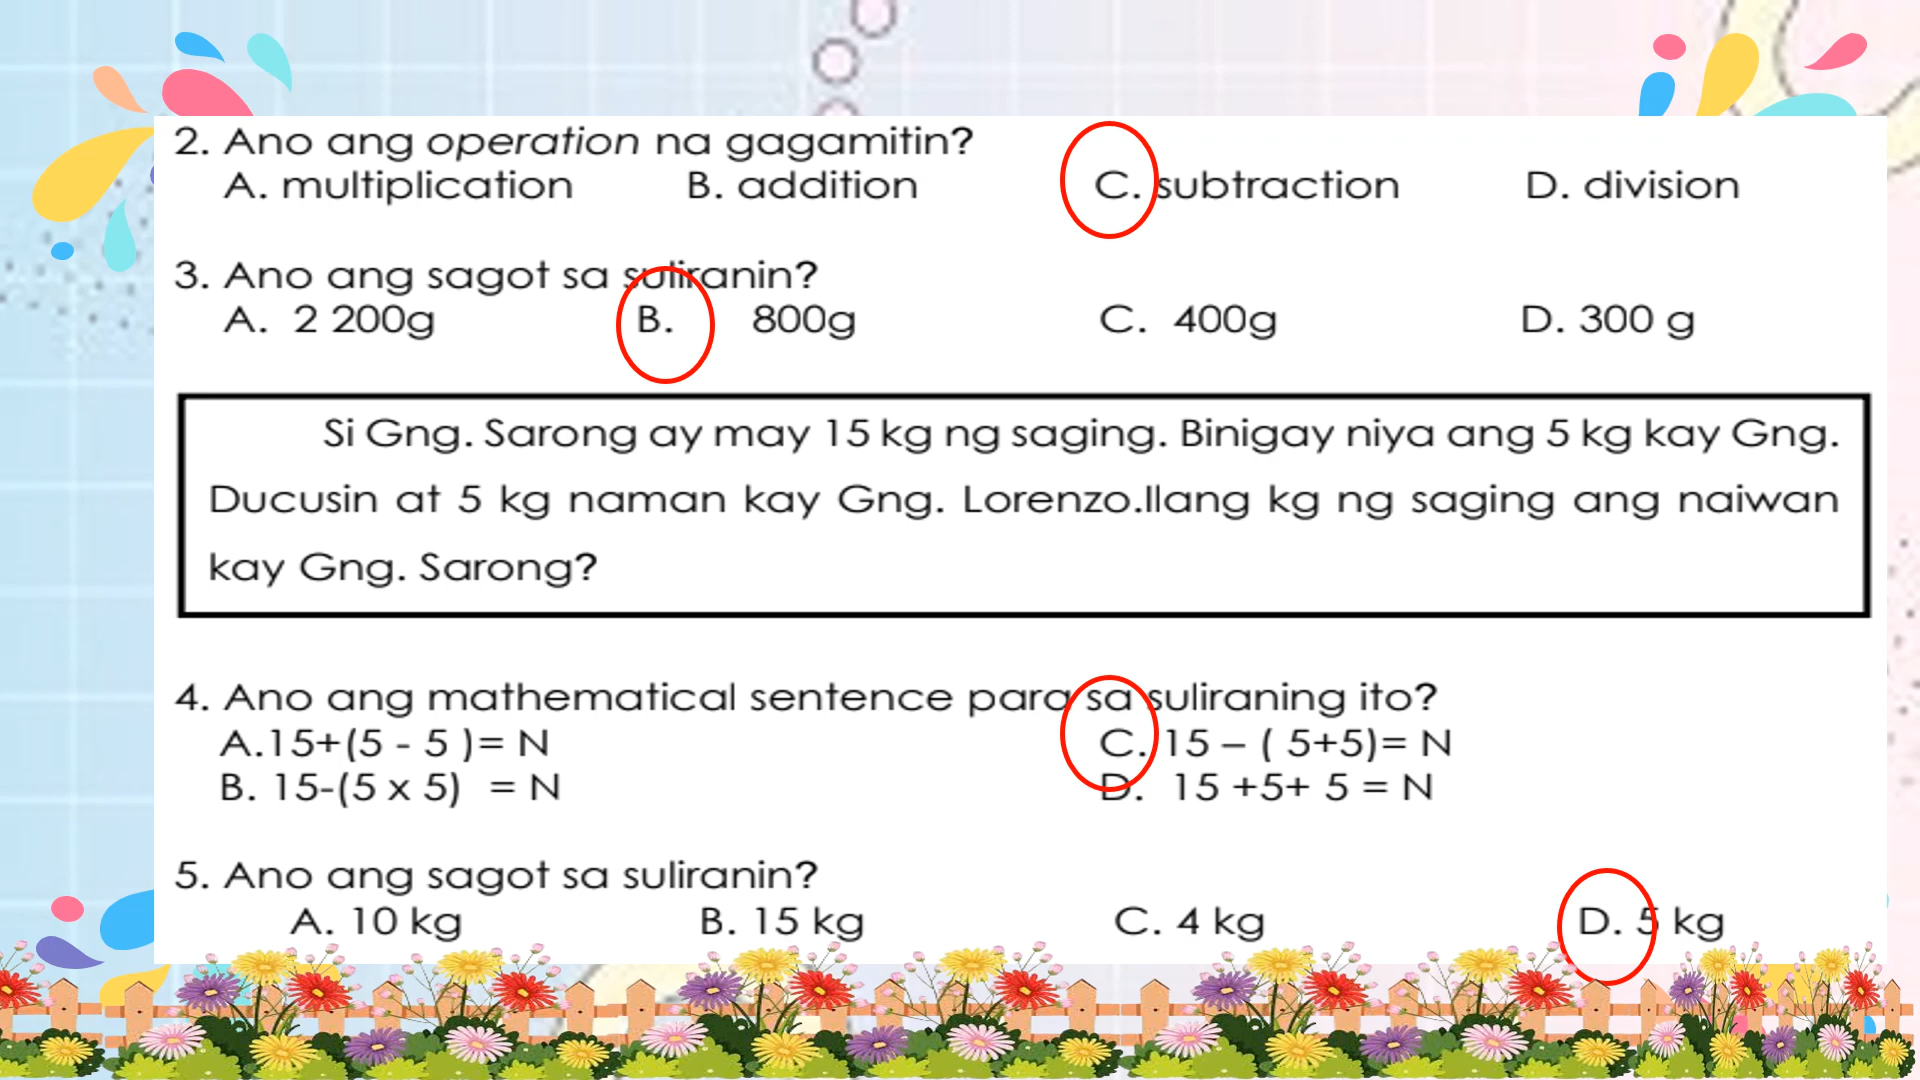 2. Ano ang operation na gagamitin?
A. multiplication B. addition C. subtraction D. division
3. Ano ang sagot sa suliranin?
A. 2 200g B. 800g C. 400g D. 300 g
Si Gng. Sarong ay may 15 kg ng saging. Binigay niya ang 5 kg kay Gng.
Ducusin at 5 kg naman kay Gng. Lorenzo.Ilang kg ng saging ang naiwan
kay Gng. Sarong?
4. Ano ang mathematical sentence para sa suliraning ito?
A.15+(5 - 5 )= N C. 15 – ( 5+5)= N
B. 15-(5 x 5) = N D. 15 +5+ 5 = N
5. Ano ang sagot sa suliranin?
A. 10 kg B. 15 kg C. 4 kg D. 5 kg